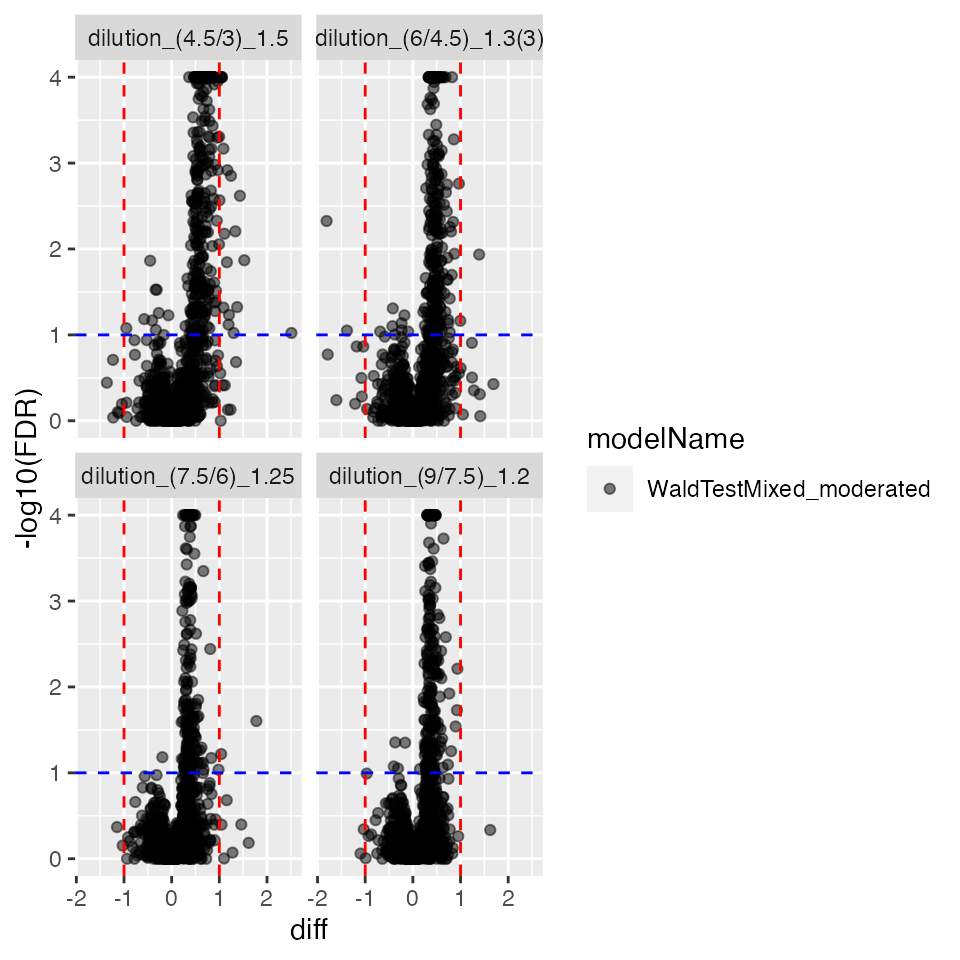 dilution_(4.5/3)_1.5
dilution_(6/4.5)_1.3(3)
4
3
2
1
0
dilution_(7.5/6)_1.25
dilution_(9/7.5)_1.2
4
3
2
1
0
-2 -1 0 1 2
-2 -1 0 1 2
diff
-log10(FDR)
modelName
WaldTestMixed_moderated